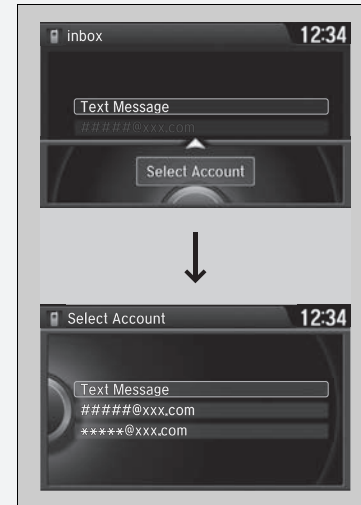 inbox 12:34
Text Message
#####@xxx.com
Select Account
Select Account 12:34
Text Message
#####@xxx.com
*****@xxx.com